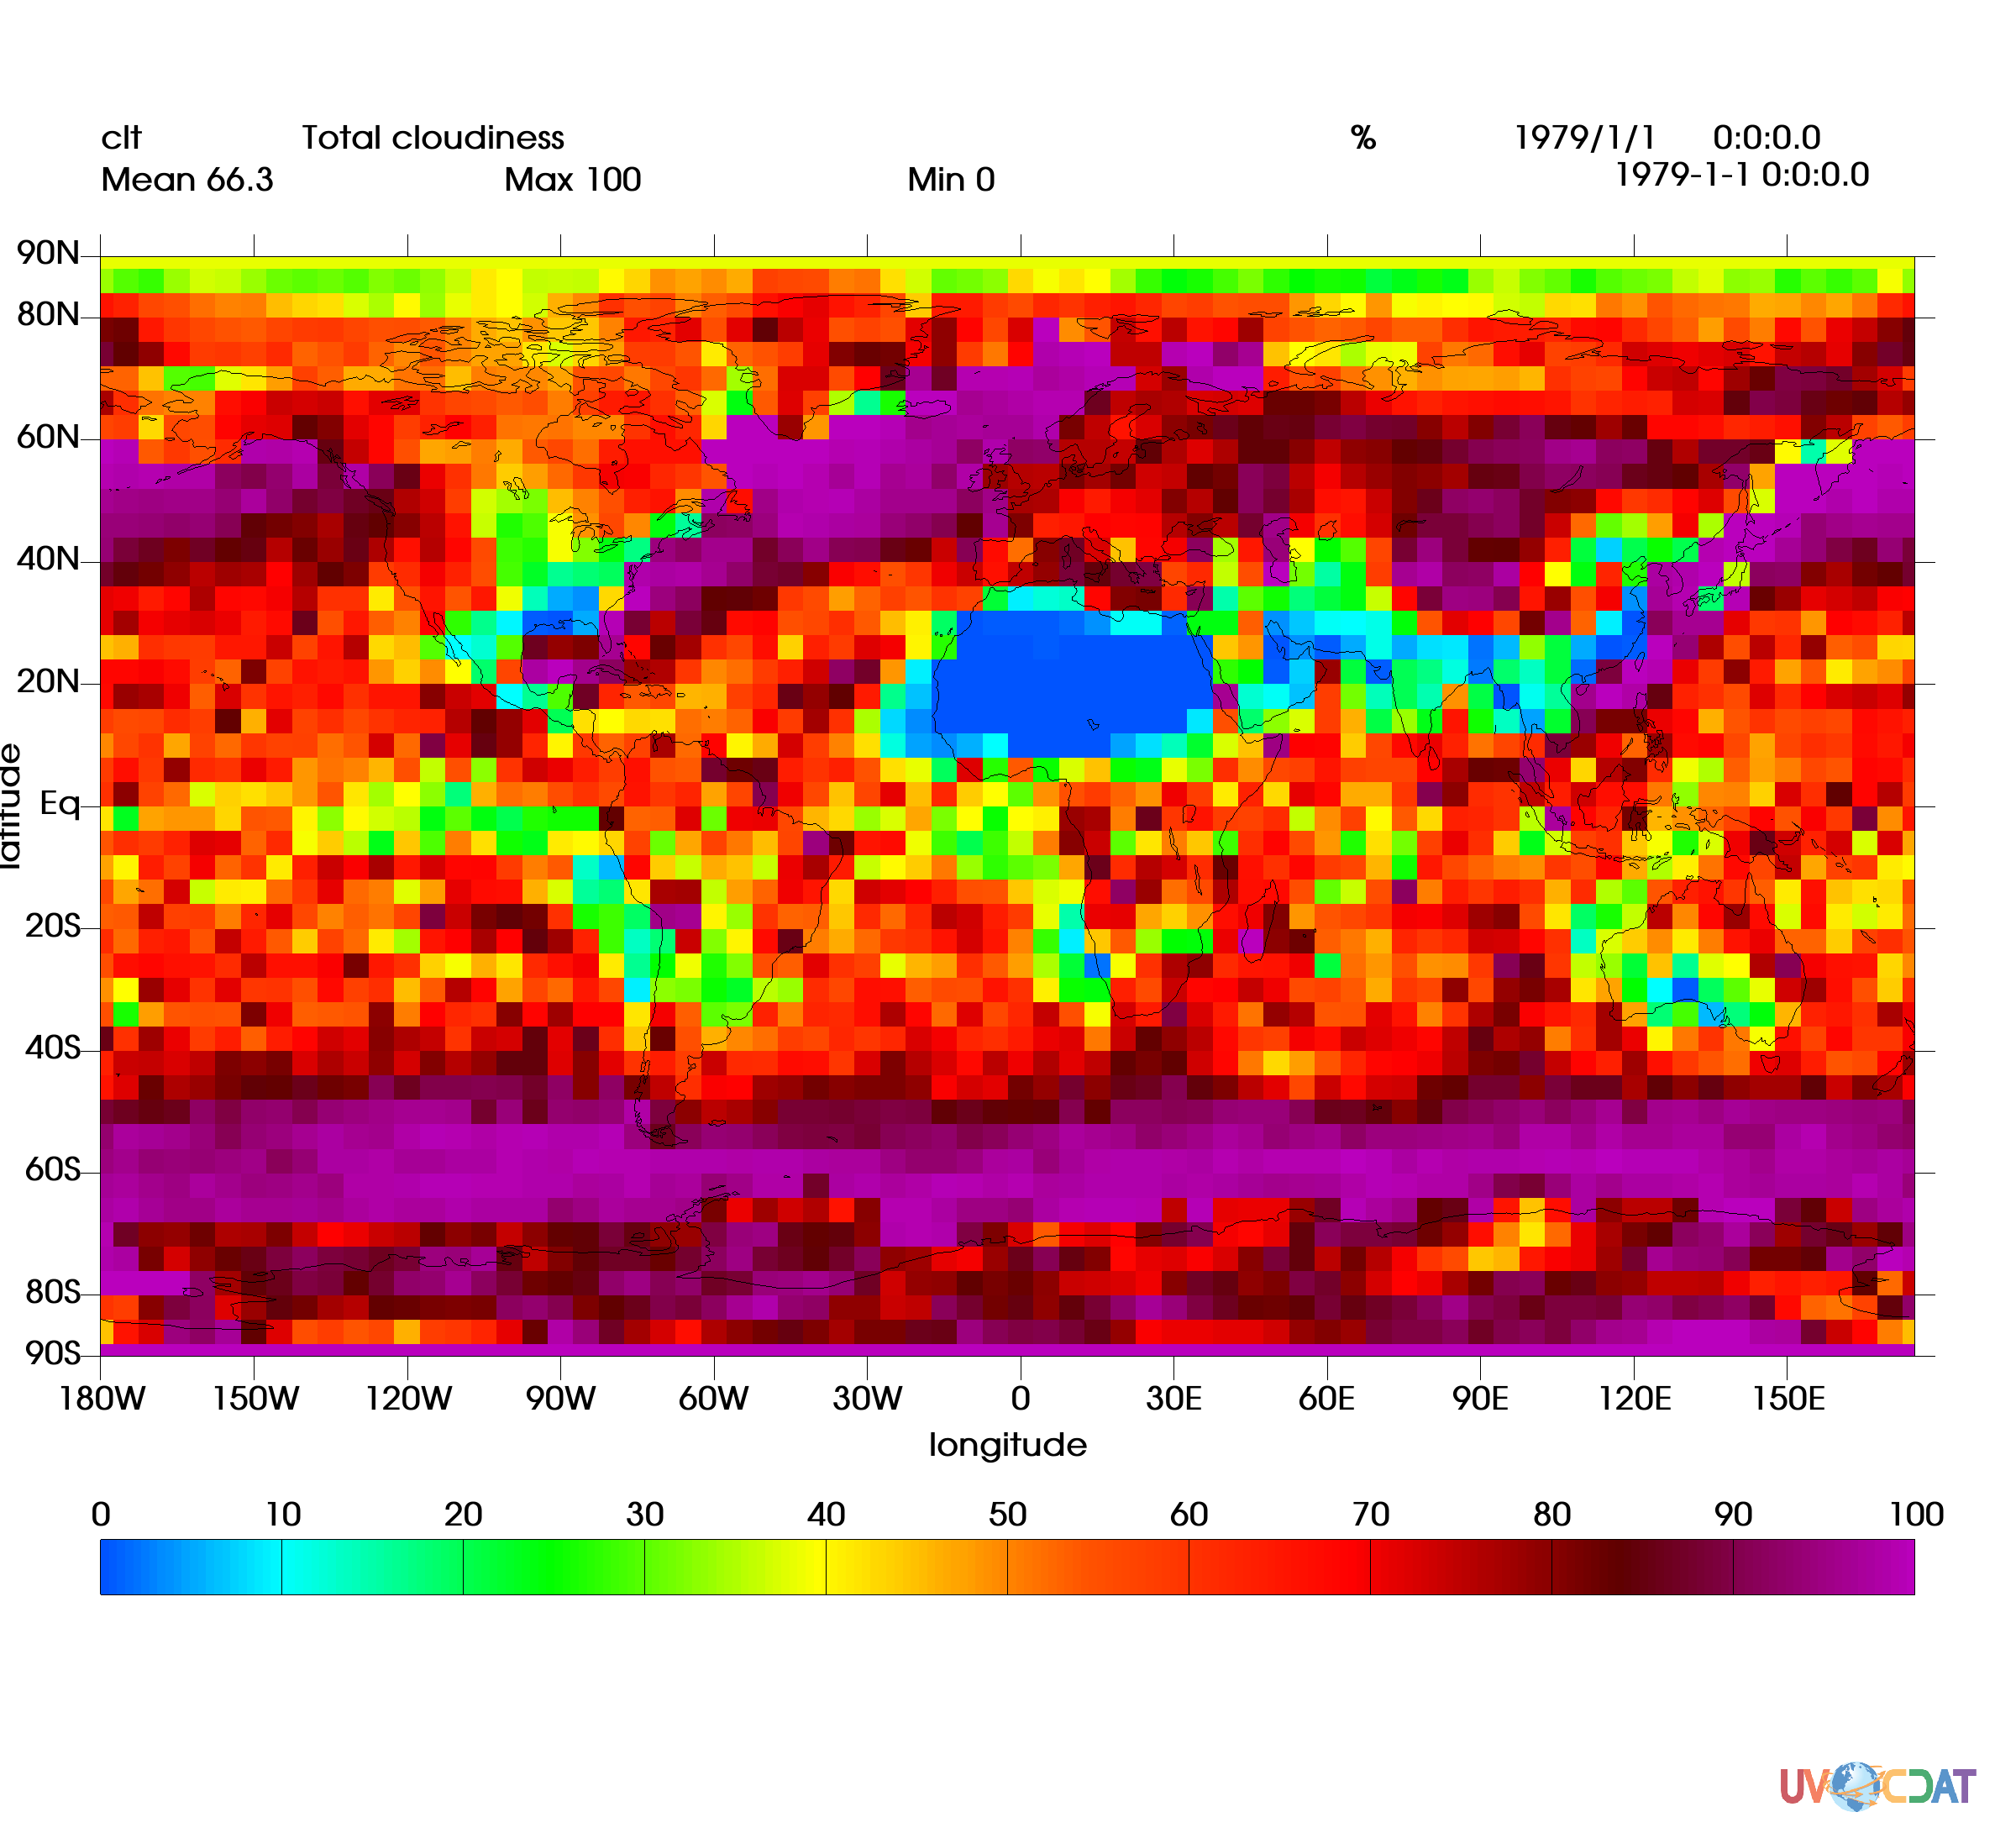 clt Total cloudiness % 1979/1/1 0:0:0.0
Mean 66.3 Max 100 Min 0 1979-1-1 0:0:0.0
90N
80N
60N
40N
20N
Eq
20S
40S
60S
80S
90S
latitude
180W 150W 120W 90W 60W 30W 0 30E 60E 90E 120E 150E
longitude
0 10 20 30 40 50 60 70 80 90 100
UV CDAT